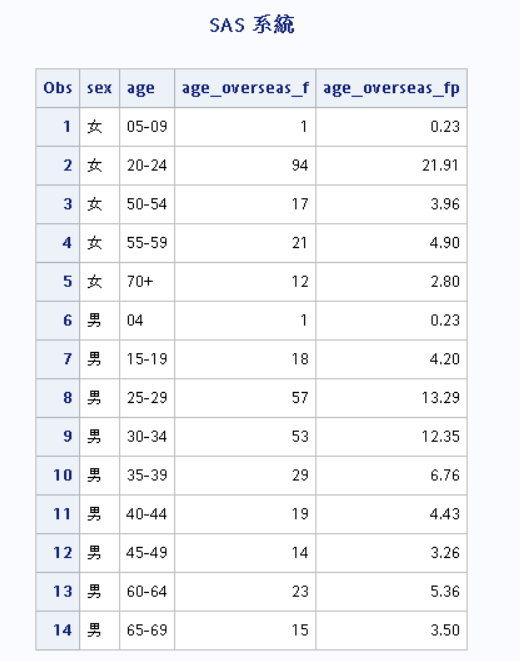 SAS 系統
Obs sex age age_overseas_f age_overseas_fp
1 女 05-09 1 0.23
2 女 20-24 94 21.91
3 女 50-54 17 3.96
4 女 55-59 21 4.90
5 女 70+ 12 2.80
6 男 04 1 0.23
7 男 15-19 18 4.20
8 男 25-29 57 13.29
9 男 30-34 53 12.35
10 男 35-39 29 6.76
11 男 40-44 19 4.43
12 男 45-49 14 3.26
13 男 60-64 23 5.36
14 男 65-69 15 3.50